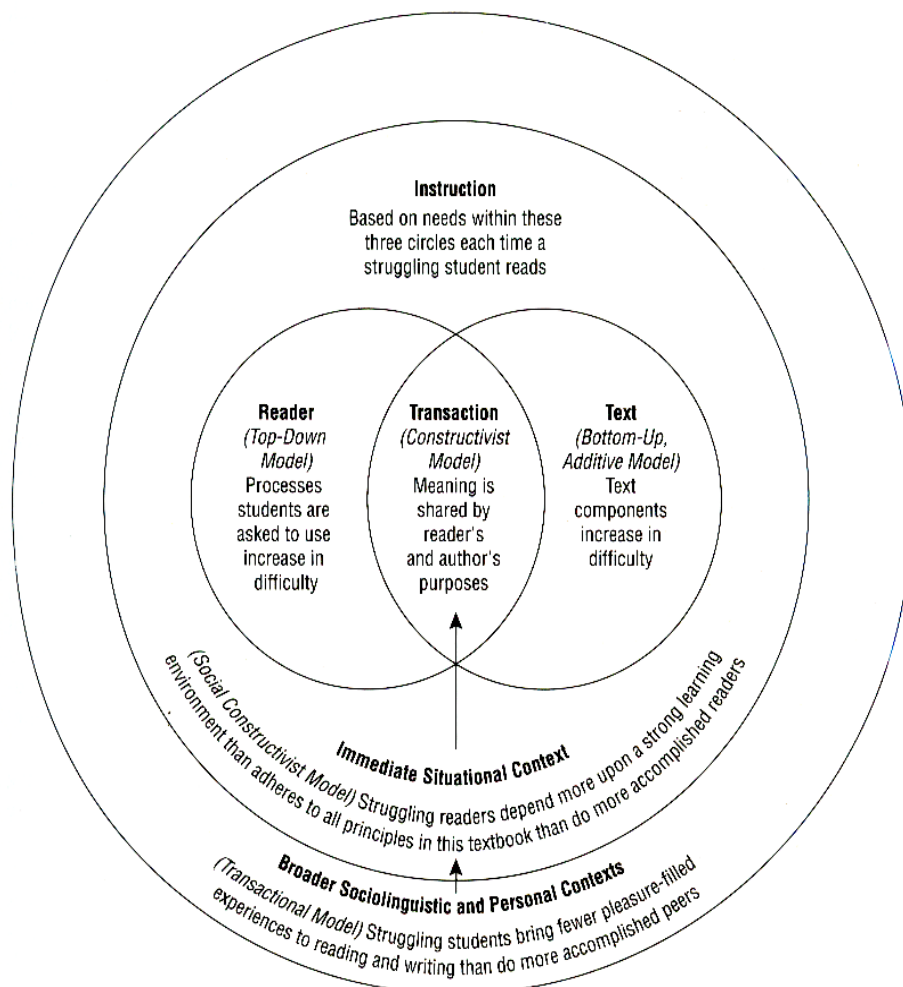 Instruction
Based on needs within these
three circles each time a
struggling student reads
Reader
(Top-Down
Model)
Processes
students are
asked to use
increase in
difficulty
Transaction
(Constructivist
Model)
Meaning is
shared by
reader's
and author's
purposes
Text
(Bottom-Up,
Additive Model)
Text
components
increase in
difficulty
Immediate Situational Context
(Social Constructivist Model) Struggling readers depend more upon a strong learning
environment than adheres to all principles in this textbook than do more accomplished readers
Broader Sociolinguistic and Personal Contexts
(Transactional Model) Struggling students bring fewer pleasure-filled
experiences to reading and writing than do more accomplished peers